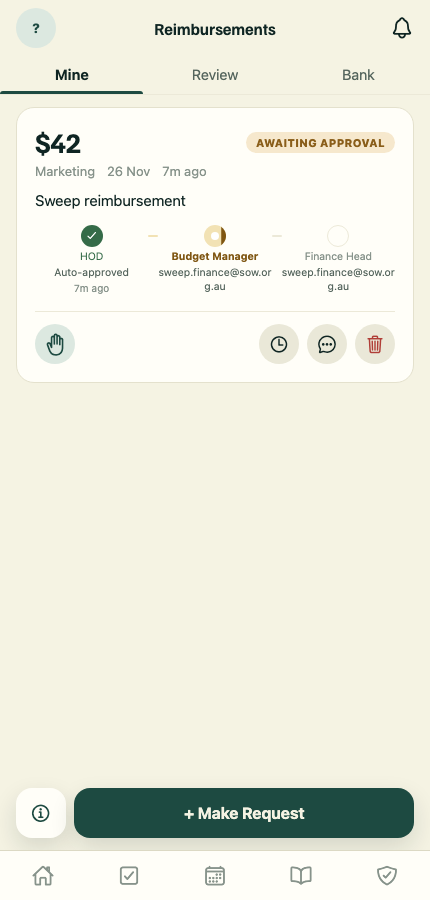 ?
Reimbursements
Mine
Review
Bank
$42
AWAITING APPROVAL
Marketing 26 Nov 7m ago
Sweep reimbursement
HOD
Auto-approved
7m ago
Budget Manager
sweep.finance@sow.or
g.au
Finance Head
sweep.finance@sow.or
g.au
+ Make Request